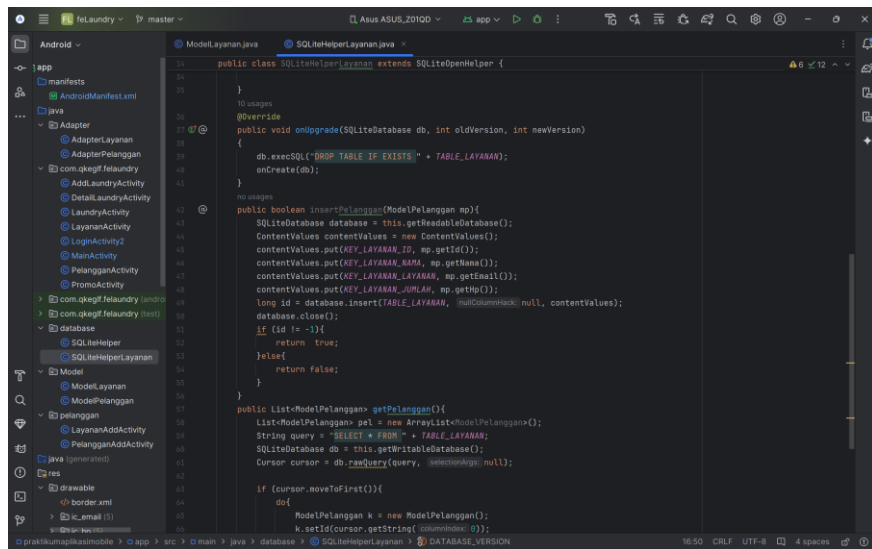 feLaundry
master
Asus ASUS_Z01QD
app
Android
ModelLayanan.java
SQLiteHelperLayanan.java
app
manifests
AndroidManifest.xml
java
Adapter
AdapterLayanan
AdapterPelanggan
com.qkeglf.felaundry
AddLaundryActivity
DetailLaundryActivity
LaundryActivity
LayananActivity
LoginActivity2
MainActivity
PelangganActivity
PromoActivity
com.qkeglf.felaundry (andro
com.qkeglf.felaundry (test)
database
SQLiteHelper
SQLiteHelperLayanan
Model
ModelLayanan
ModelPelanggan
pelanggan
LayananAddActivity
PelangganAddActivity
java (generated)
res
drawable
border.xml
ic_email (5)
14 public class SQLiteHelperLayanan extends SQLiteOpenHelper {
6 12
34
35 }
10 usages
36 @Override
37 public void onUpgrade(SQLiteDatabase db, int oldVersion, int newVersion)
38 {
39 db.execSQL("DROP TABLE IF EXISTS " + TABLE_LAYANAN);
40 onCreate(db);
41 }
no usages
42 public boolean insertPelanggan(ModelPelanggan mp){
43 SQLiteDatabase database = this.getReadableDatabase();
44 ContentValues contentValues = new ContentValues();
45 contentValues.put(KEY_LAYANAN_ID, mp.getId());
46 contentValues.put(KEY_LAYANAN_NAMA, mp.getNama());
47 contentValues.put(KEY_LAYANAN_LAYANAN, mp.getEmail());
48 contentValues.put(KEY_LAYANAN_JUMLAH, mp.getHp());
49 long id = database.insert(TABLE_LAYANAN, nullColumnHack: null, contentValues);
50 database.close();
51 if (id != -1){
52 return true;
53 }else{
54 return false;
55 }
56 }
57 public List<ModelPelanggan> getPelanggan(){
58 List<ModelPelanggan> pel = new ArrayList<ModelPelanggan>();
59 String query = "SELECT * FROM " + TABLE_LAYANAN;
60 SQLiteDatabase db = this.getWritableDatabase();
61 Cursor cursor = db.rawQuery(query, selectionArgs: null);
62
63 if (cursor.moveToFirst()){
64 do{
65 ModelPelanggan k = new ModelPelanggan();
66 k.setId(cursor.getString( columnIndex: 0));
praktikumaplikasimobile > app > src > main > java > database > SQLiteHelperLayanan > DATABASE_VERSION
16:50 CRLF UTF-8 4 spaces